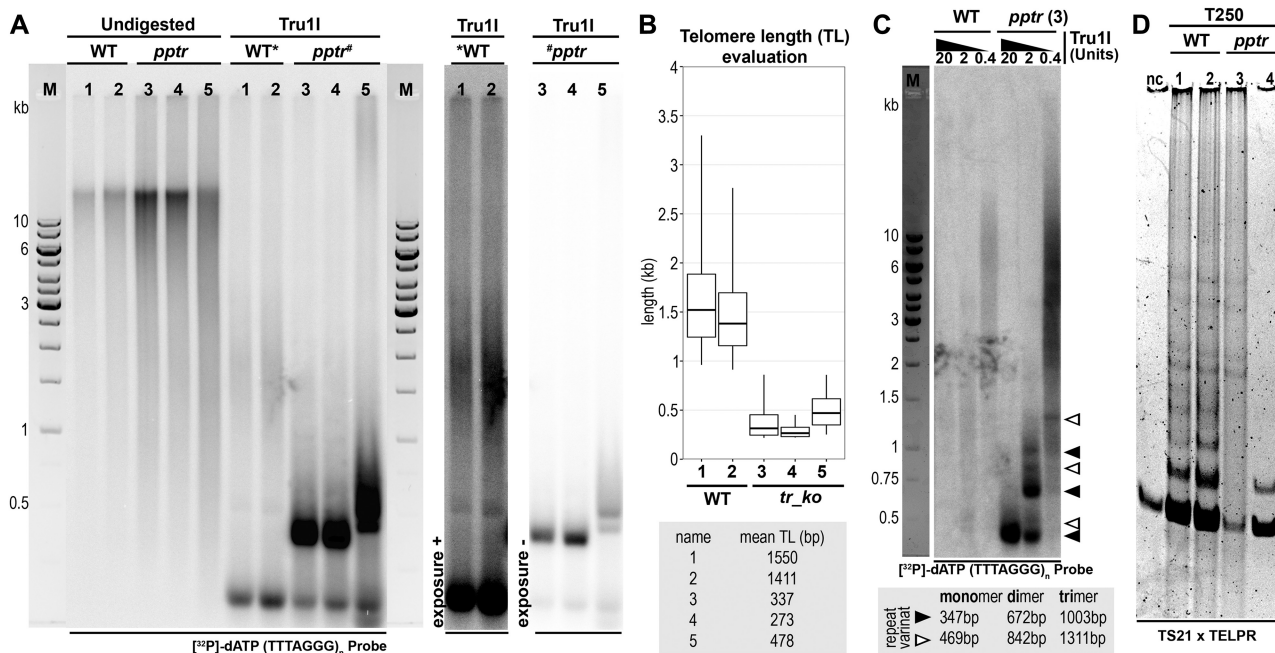 A
Undigested
Tru1I
WT
pptr
WT*
pptr#
M
1
2
3
4
5
1
2
3
4
5
M
kb
10
6
3
1
0.5
[³²P]-dATP (TTTAGGG)n Probe
Tru1I
*WT
1
2
exposure +
Tru1I
#pptr
3
4
5
exposure -
B
Telomere length (TL)
evaluation
4
3.5
3
2.5
2
1.5
1
0.5
0
length (kb)
1
2
3
4
5
WT
tr_ko
name mean TL (bp)
1 1550
2 1411
3 337
4 273
5 478
C
WT
pptr (3)
Tru1I
(Units)
20 2 0.4 20 2 0.4
M
kb
10
6
3
2
1.5
1
0.75
0.5
[³²P]-dATP (TTTAGGG)n Probe
monomer dimer trimer
repeat
varinat
347bp 672bp 1003bp
469bp 842bp 1311bp
D
T250
WT
pptr
nc
1
2
3
4
TS21 x TELPR